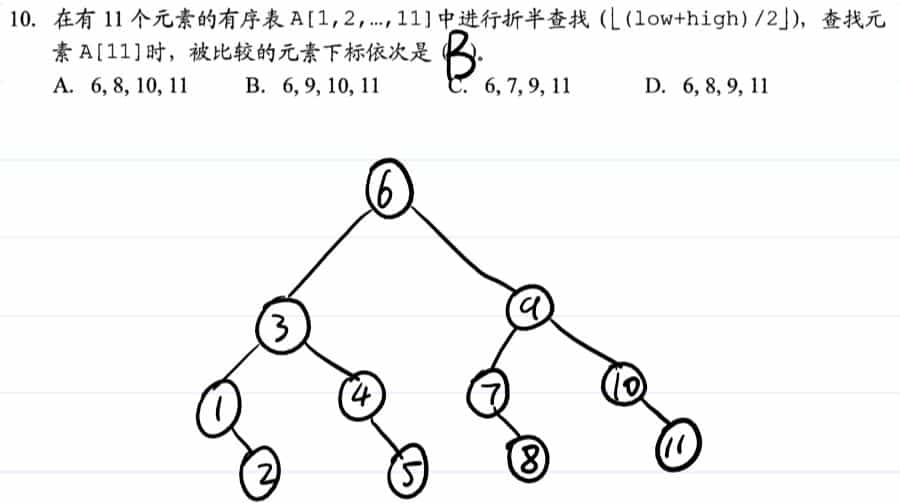 10. 在有 11 个元素的有序表 A[1,2,…,11]中进行折半查找(⌊(low+high)/2⌋)，查找元
素 A[11]时，被比较的元素下标依次是(B).
A. 6, 8, 10, 11 B. 6, 9, 10, 11 C. 6, 7, 9, 11 D. 6, 8, 9, 11
6
3 9
1 4 7 10
2 5 8 11